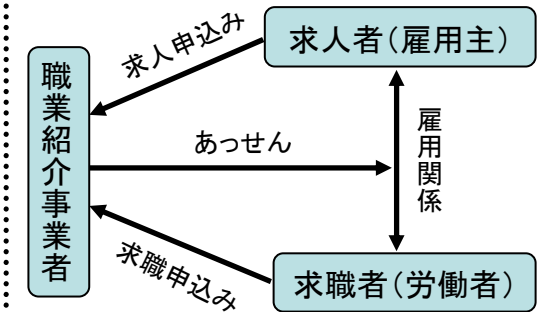 求人申込み
求人者(雇用主)
職業紹介事業者
あっせん
雇用関係
求職申込み
求職者(労働者)